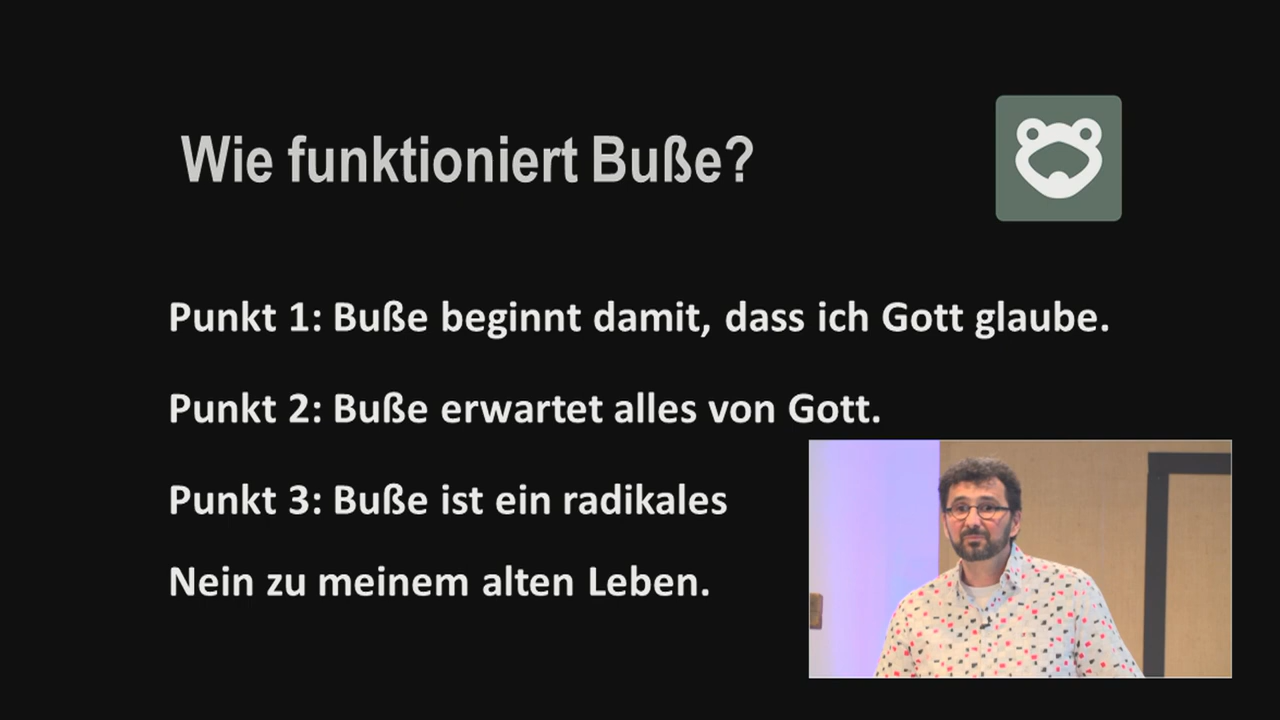 Wie funktioniert Buße?
Punkt 1: Buße beginnt damit, dass ich Gott glaube.
Punkt 2: Buße erwartet alles von Gott.
Punkt 3: Buße ist ein radikales
Nein zu meinem alten Leben.